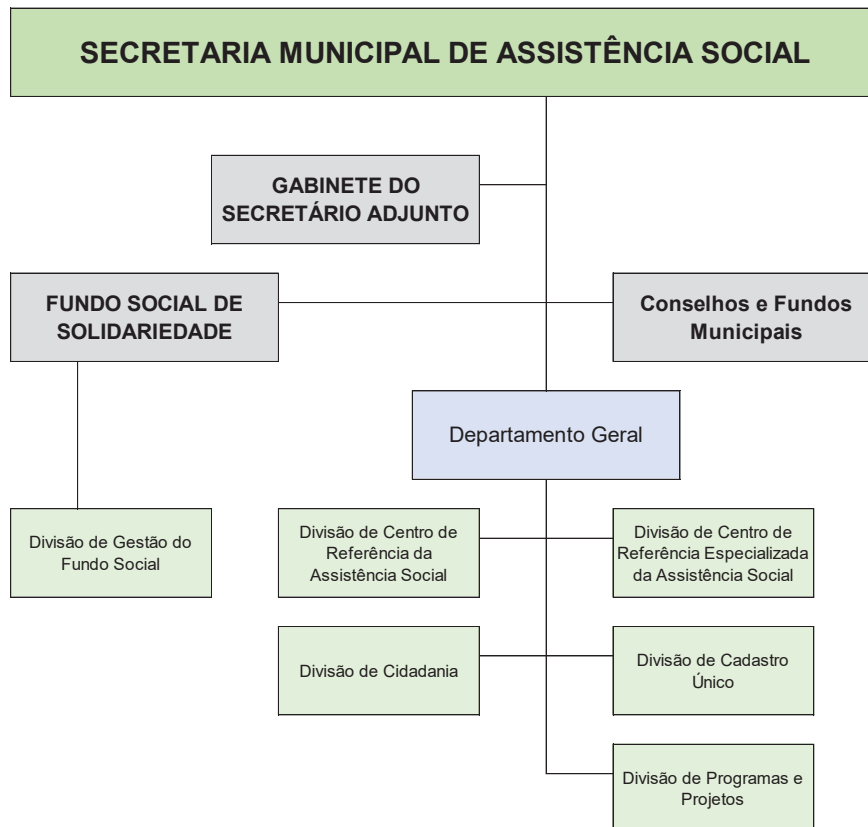 SECRETARIA MUNICIPAL DE ASSISTÊNCIA SOCIAL
GABINETE DO
SECRETÁRIO ADJUNTO
FUNDO SOCIAL DE
SOLIDARIEDADE
Conselhos e Fundos
Municipais
Departamento Geral
Divisão de Gestão do
Fundo Social
Divisão de Centro de
Referência da
Assistência Social
Divisão de Centro de
Referência Especializada
da Assistência Social
Divisão de Cidadania
Divisão de Cadastro
Único
Divisão de Programas e
Projetos